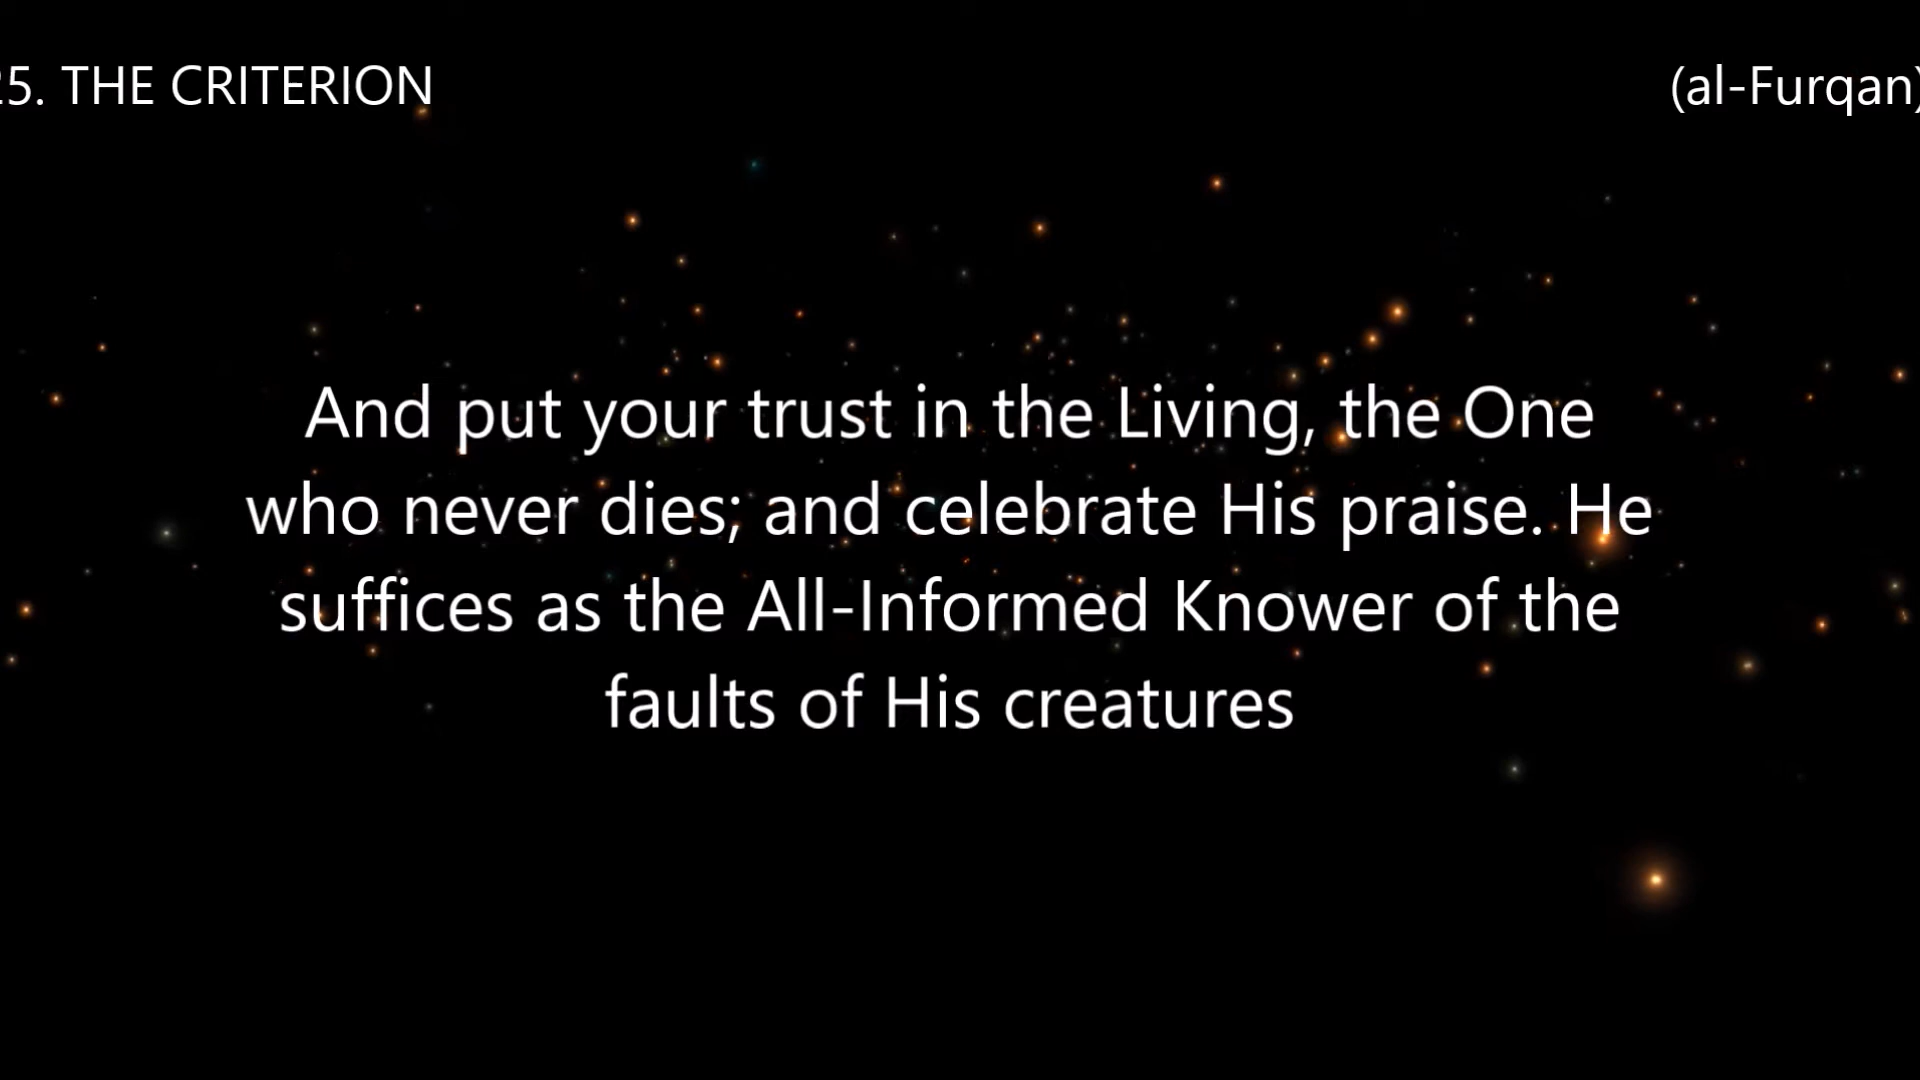 25. THE CRITERION
(al-Furqan)
And put your trust in the Living, the One
who never dies; and celebrate His praise. He
suffices as the All-Informed Knower of the
faults of His creatures